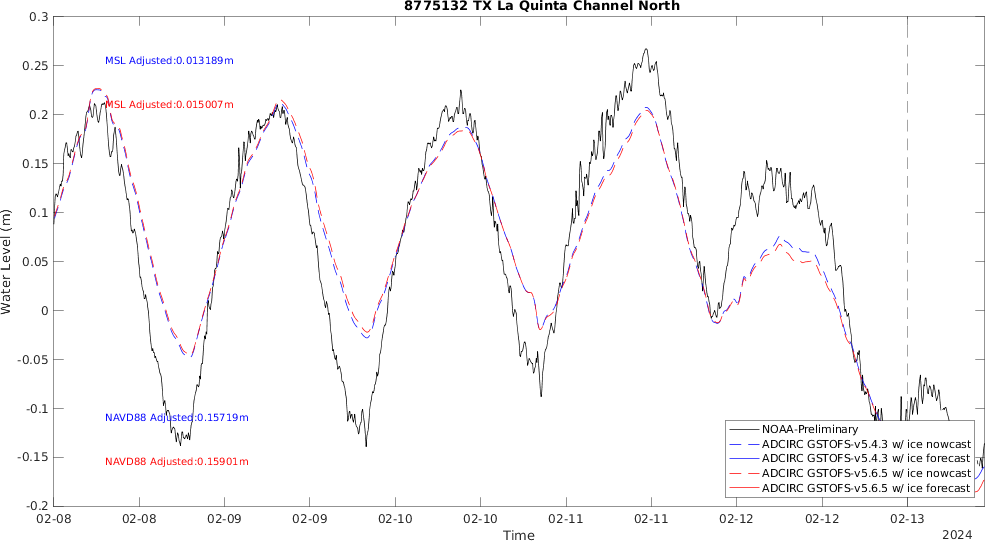 8775132 TX La Quinta Channel North
0.3
0.25
0.2
0.15
0.1
0.05
0
-0.05
-0.1
-0.15
-0.2
Water Level (m)
MSL Adjusted:0.013189m
MSL Adjusted:0.015007m
NAVD88 Adjusted:0.15719m
NAVD88 Adjusted:0.15901m
NOAA-Preliminary
ADCIRC GSTOFS-v5.4.3 w/ ice nowcast
ADCIRC GSTOFS-v5.4.3 w/ ice forecast
ADCIRC GSTOFS-v5.6.5 w/ ice nowcast
ADCIRC GSTOFS-v5.6.5 w/ ice forecast
02-08 02-08 02-09 02-09 02-10 02-10 02-11 02-11 02-12 02-12 02-13
Time
2024